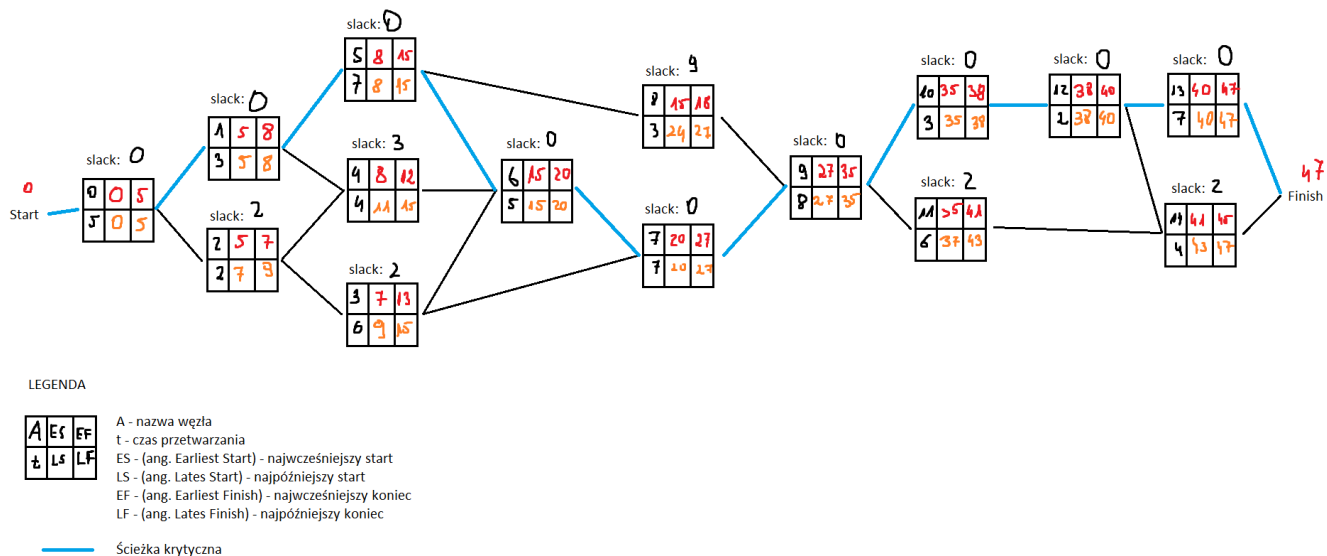 0
Start
slack: 0
0 0 5
5 0 5
slack: 0
1 5 8
3 5 8
slack: 2
2 5 7
2 7 9
slack: 0
5 8 15
7 8 15
slack: 3
4 8 12
4 11 15
slack: 2
3 7 13
6 9 15
slack: 0
6 15 20
5 15 20
slack: 9
8 15 18
3 24 27
slack: 0
7 20 27
7 20 27
slack: 0
9 27 35
8 27 35
slack: 0
10 35 38
3 35 38
slack: 2
11 35 41
6 37 43
slack: 0
12 38 40
2 38 40
slack: 0
13 40 47
7 40 47
slack: 2
14 41 45
4 43 47
47
Finish
LEGENDA
A ES EF
t LS LF
A - nazwa węzła
t - czas przetwarzania
ES - (ang. Earliest Start) - najwcześniejszy start
LS - (ang. Lates Start) - najpóźniejszy start
EF - (ang. Earliest Finish) - najwcześniejszy koniec
LF - (ang. Lates Finish) - najpóźniejszy koniec
Ścieżka krytyczna